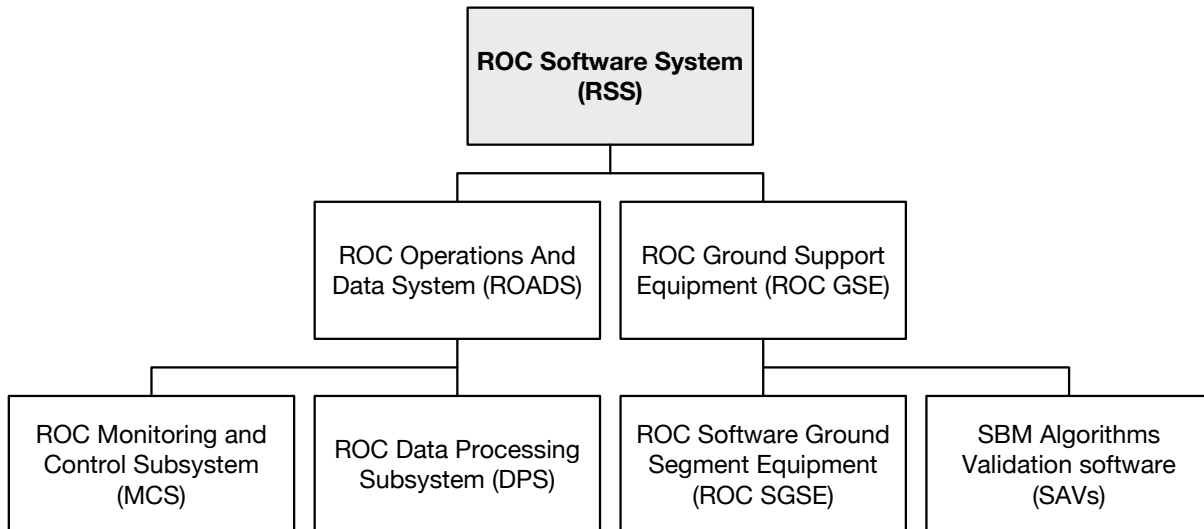 ROC Software System
(RSS)
ROC Operations And
Data System (ROADS)
ROC Ground Support
Equipment (ROC GSE)
ROC Monitoring and
Control Subsystem
(MCS)
ROC Data Processing
Subsystem (DPS)
ROC Software Ground
Segment Equipment
(ROC SGSE)
SBM Algorithms
Validation software
(SAVs)